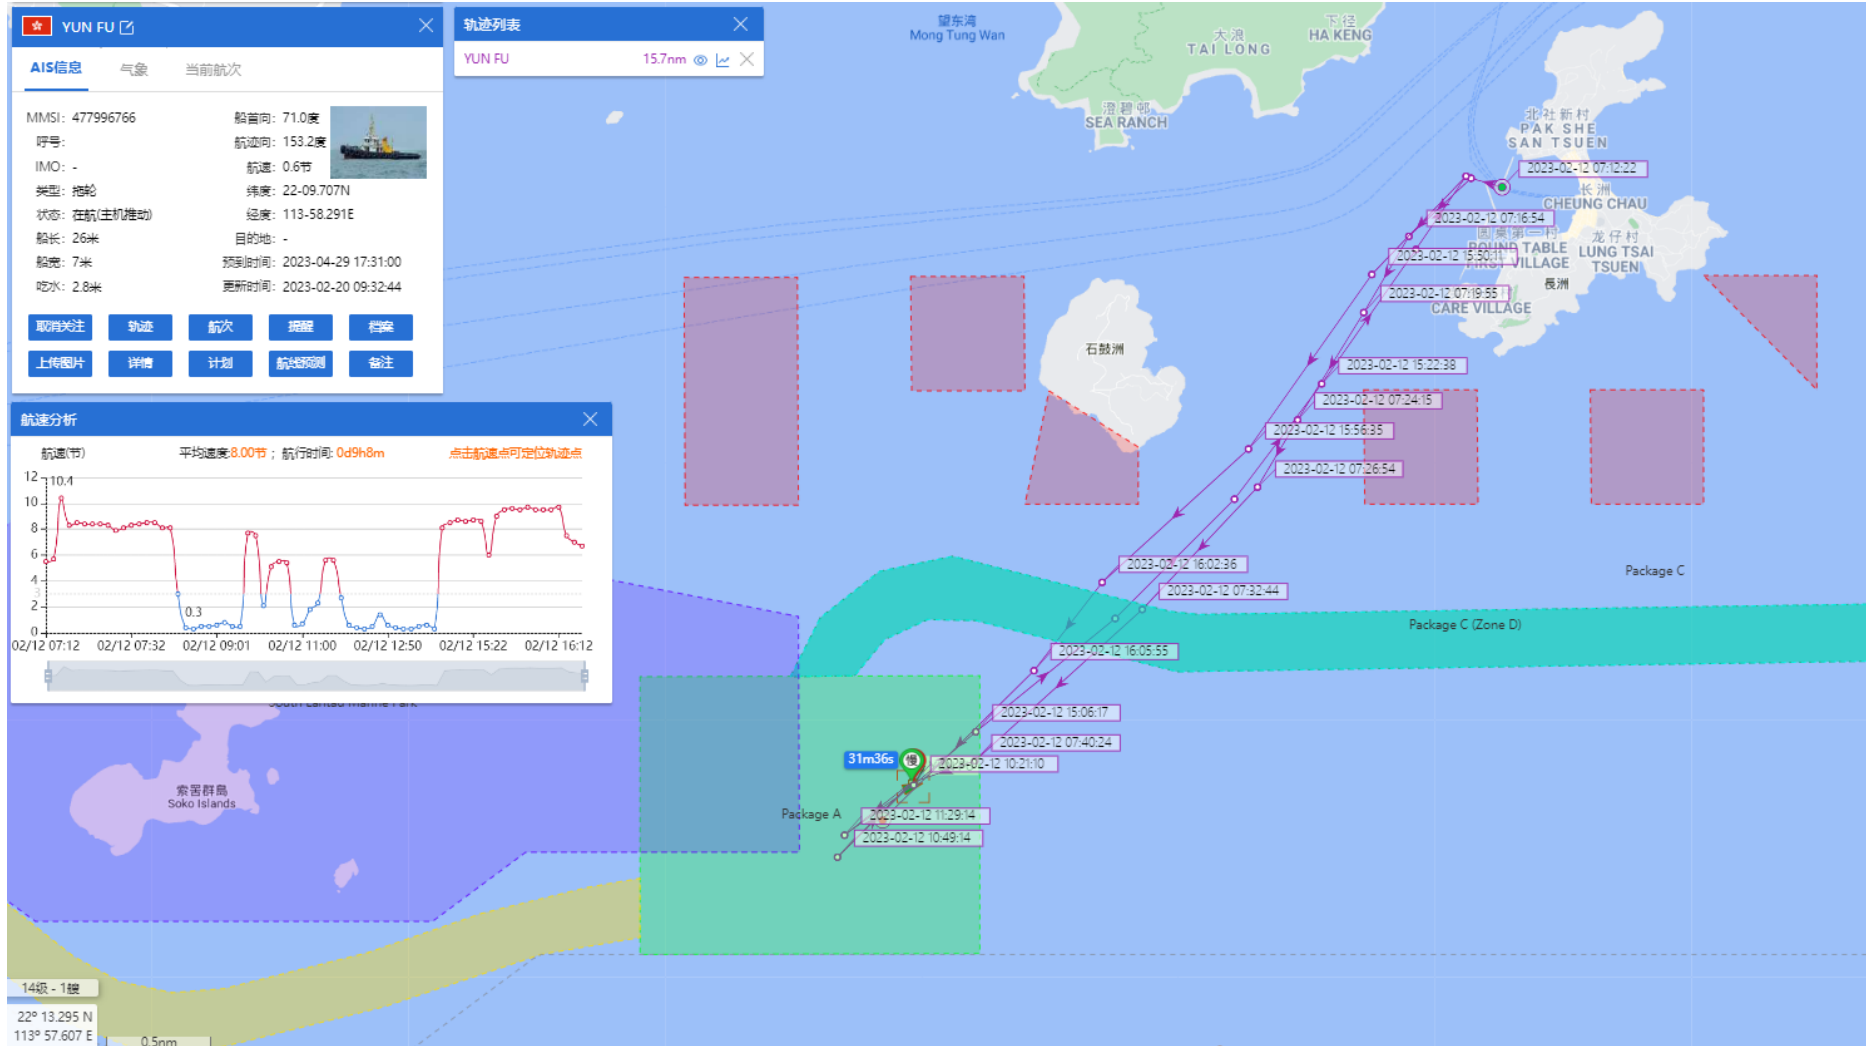 YUN FU
AIS信息
气象
当前航次
MMSI: 477996766
呼号:
IMO: -
类型: 拖轮
状态: 在航(主机推动)
船长: 26米
船宽: 7米
吃水: 2.8米
船首向: 71.0度
航迹向: 153.2度
航速: 0.6节
纬度: 22-09.707N
经度: 113-58.291E
目的地: -
预到时间: 2023-04-29 17:31:00
更新时间: 2023-02-20 09:32:44
取消关注
轨迹
航次
提醒
档案
上传图片
详情
计划
航线预测
备注
轨迹列表
YUN FU
15.7nm
航速分析
航速(节)
平均速度:8.00节 ; 航行时间: 0d9h8m
点击航速点可定位轨迹点
12
10
8
6
4
3
2
0
10.4
0.3
02/12 07:12
02/12 07:32
02/12 09:01
02/12 11:00
02/12 12:50
02/12 15:22
02/12 16:12
望东湾
Mong Tung Wan
大浪
TAI LONG
下径
HA KENG
澄碧邨
SEA RANCH
北社新村
PAK SHE
SAN TSUEN
2023-02-12 07:12:22
长洲
CHEUNG CHAU
2023-02-12 07:16:54
圆桌第一村
ROUND TABLE
FIRST VILLAGE
龙仔村
LUNG TSAI
TSUEN
2023-02-12 15:50:11
長洲
2023-02-12 07:19:55
CARE VILLAGE
石鼓洲
2023-02-12 15:22:38
2023-02-12 07:24:15
2023-02-12 15:56:35
2023-02-12 07:26:54
2023-02-12 16:02:36
Package C
2023-02-12 07:32:44
Package C (Zone D)
2023-02-12 16:05:55
South Lantau Marine Park
2023-02-12 15:06:17
2023-02-12 07:40:24
31m36s
慢
2023-02-12 10:21:10
索罟群島
Soko Islands
Package A
2023-02-12 11:29:14
2023-02-12 10:49:14
14级 - 1艘
22° 13.295 N
113° 57.607 E
0.5nm